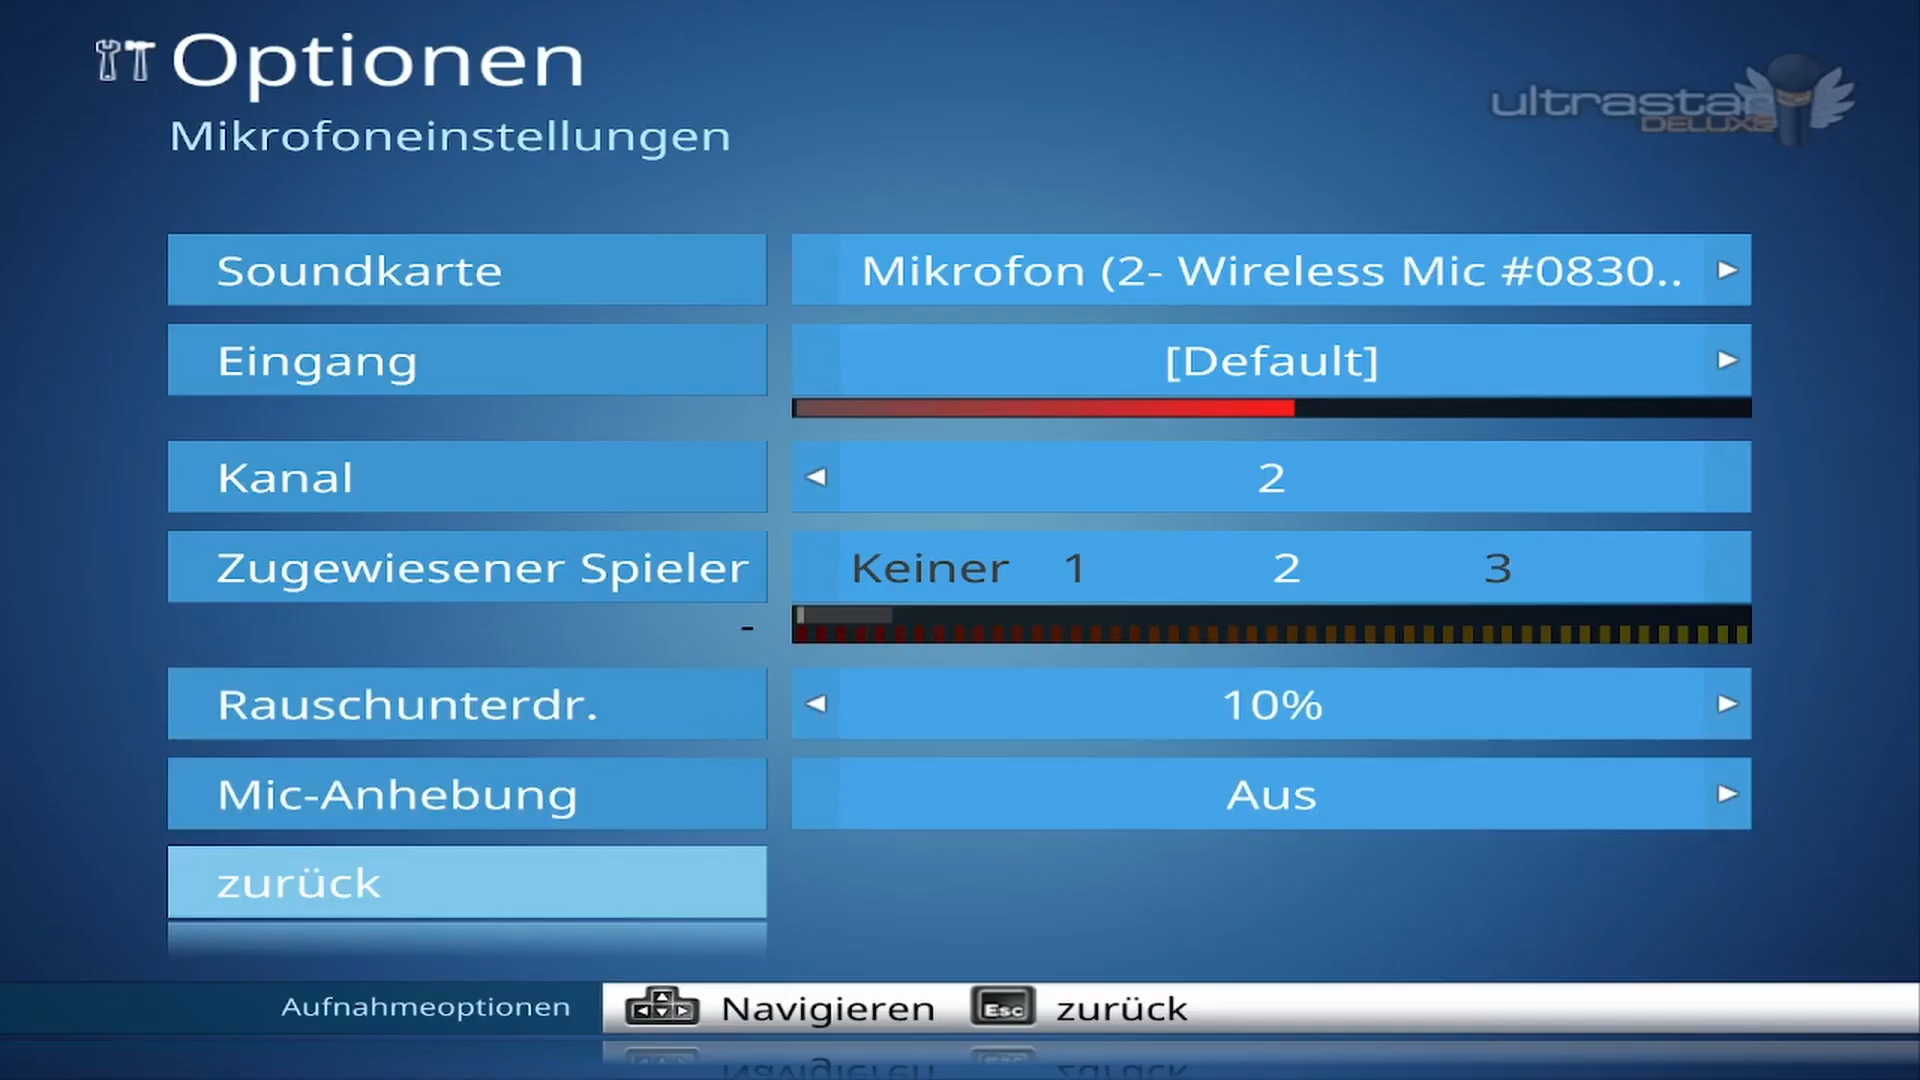 Optionen
Mikrofoneinstellungen
ultrastar
DELUXE
Soundkarte
Mikrofon (2- Wireless Mic #0830..
Eingang
[Default]
Kanal
2
Zugewiesener Spieler
Keiner 1 2 3
-
Rauschunterdr.
10%
Mic-Anhebung
Aus
zurück
Aufnahmeoptionen
Navigieren
Esc
zurück